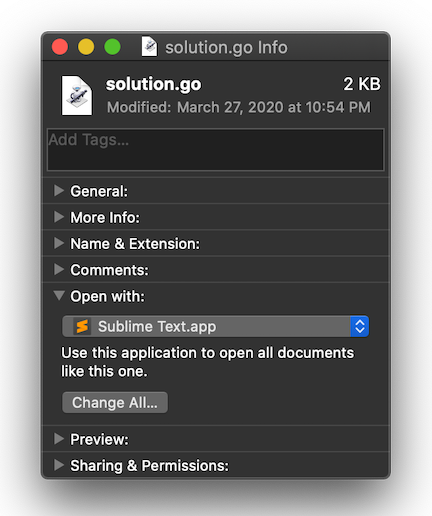 solution.go Info
solution.go 2 KB
Modified: March 27, 2020 at 10:54 PM
Add Tags...
General:
More Info:
Name & Extension:
Comments:
Open with:
Sublime Text.app
Use this application to open all documents
like this one.
Change All...
Preview:
Sharing & Permissions: